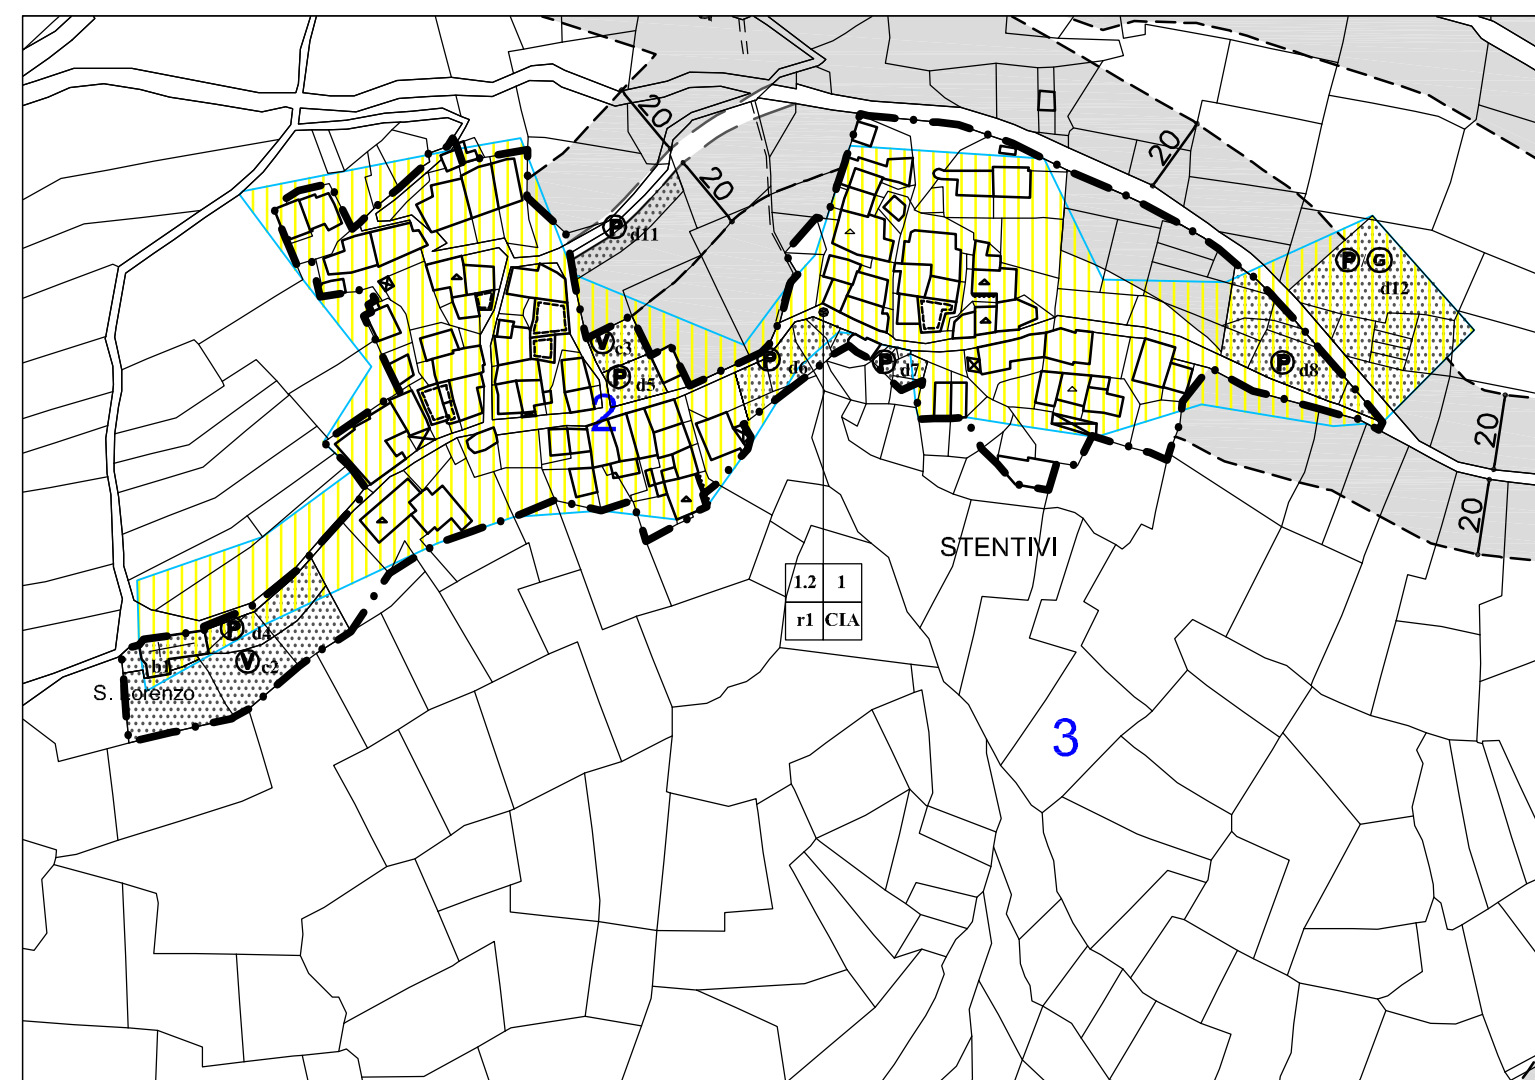 20
20
20
P d11
P / G
d12
V c3
P d5
P d6
P d7
P d8
2
20
20
STENTIVI
1.2 1
r1 CIA
P d4
b1
V c2
S. Lorenzo
3